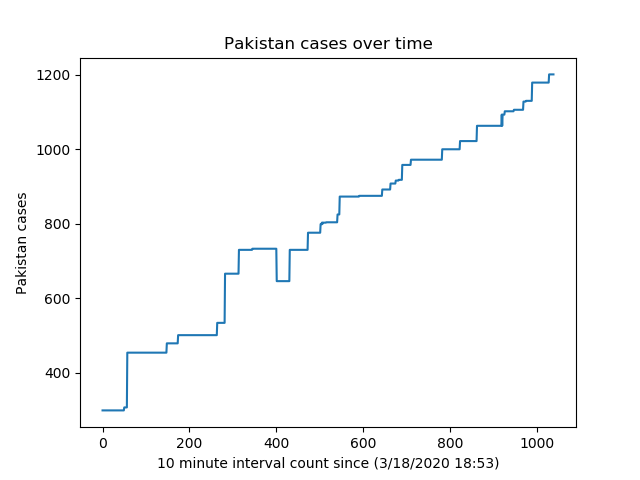 Pakistan cases over time
1200
1000
800
600
400
Pakistan cases
0 200 400 600 800 1000
10 minute interval count since (3/18/2020 18:53)